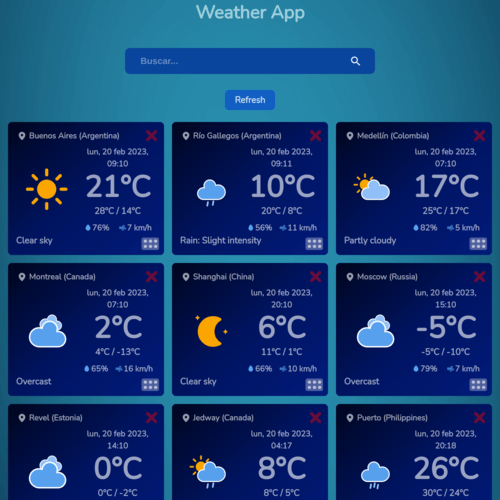 Weather App
Buscar...
Refresh
Buenos Aires (Argentina)
lun, 20 feb 2023,
09:10
21°C
28°C / 14°C
76% 7 km/h
Clear sky
Río Gallegos (Argentina)
lun, 20 feb 2023,
09:11
10°C
20°C / 8°C
56% 11 km/h
Rain: Slight intensity
Medellín (Colombia)
lun, 20 feb 2023,
07:10
17°C
25°C / 17°C
82% 5 km/h
Partly cloudy
Montreal (Canada)
lun, 20 feb 2023,
07:10
2°C
4°C / -13°C
65% 16 km/h
Overcast
Shanghai (China)
lun, 20 feb 2023,
20:10
6°C
11°C / 1°C
66% 10 km/h
Clear sky
Moscow (Russia)
lun, 20 feb 2023,
15:10
-5°C
-5°C / -10°C
79% 7 km/h
Overcast
Revel (Estonia)
lun, 20 feb 2023,
14:10
0°C
0°C / -2°C
Jedway (Canada)
lun, 20 feb 2023,
04:17
8°C
8°C / 5°C
Puerto (Philippines)
lun, 20 feb 2023,
20:18
26°C
30°C / 24°C